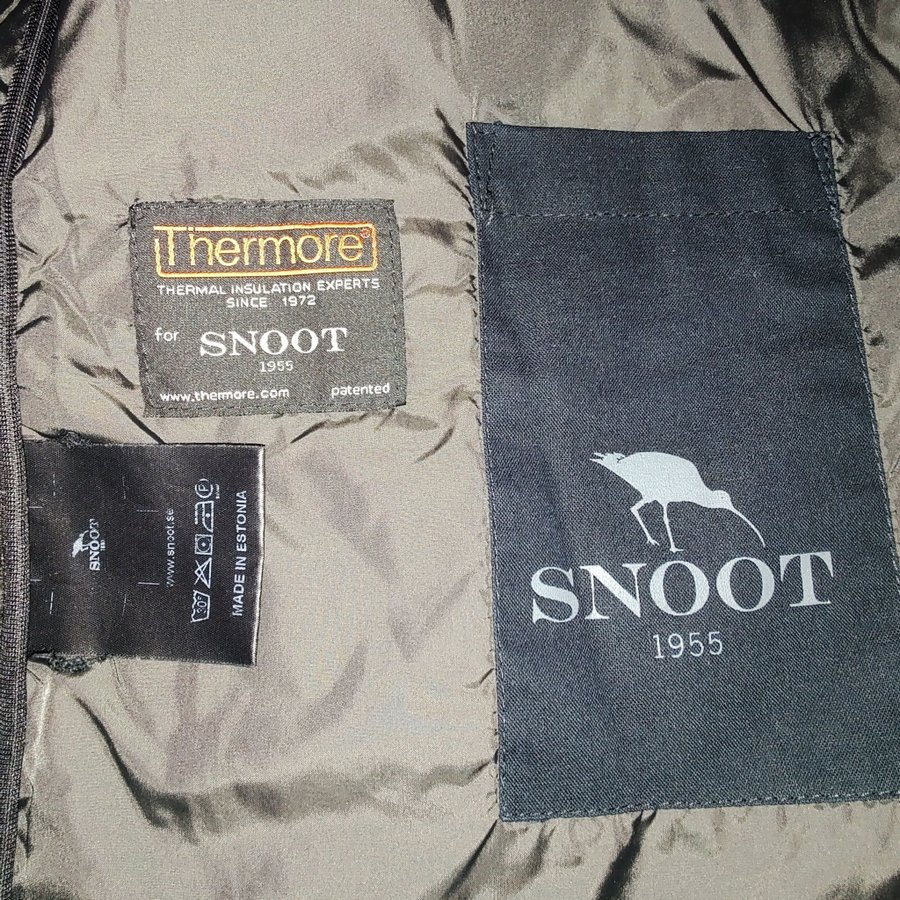 Thermore®
THERMAL INSULATION EXPERTS
SINCE 1972
for SNOOT
1955
www.thermore.com patented
SNOOT
www.snoot.se
30
P
MADE IN ESTONIA
SNOOT
1955